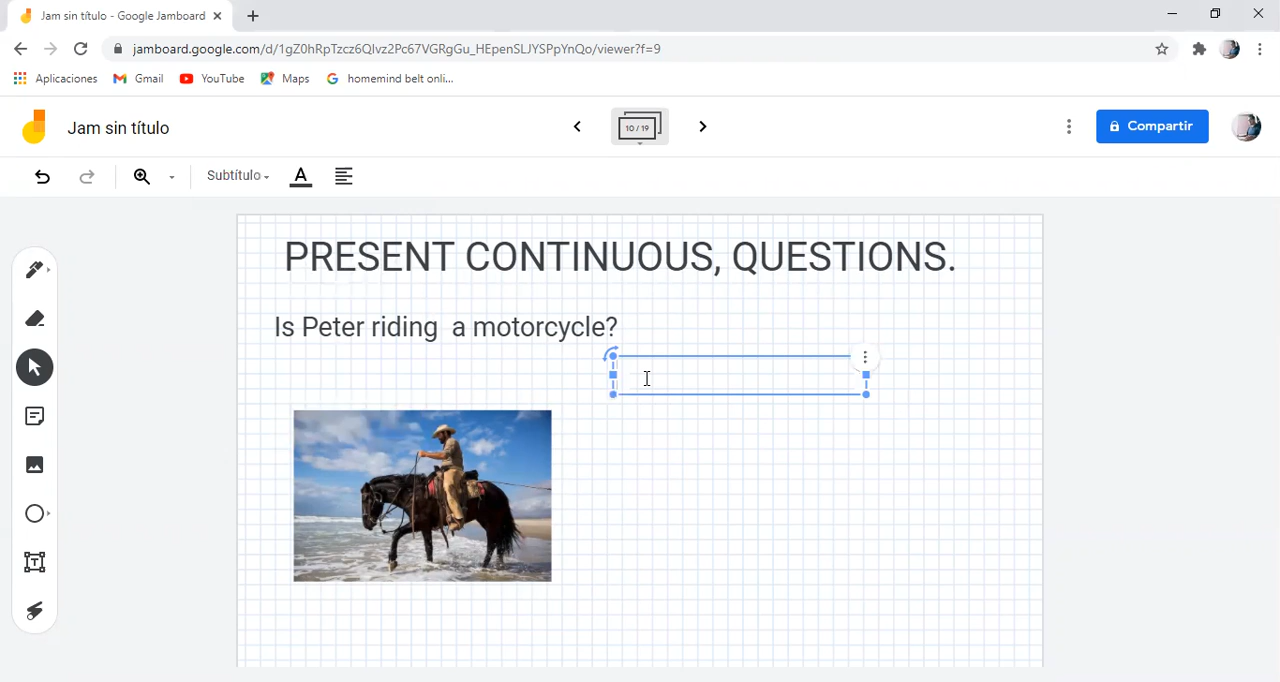 Jam sin título - Google Jamboard
jamboard.google.com/d/1gZ0hRpTzcz6QIvz2Pc67VGRgGu_HEpenSLJYSPpYnQo/viewer?f=9
Aplicaciones Gmail YouTube Maps homemind belt onli...
Jam sin título
10 / 19
Compartir
Subtítulo
A
PRESENT CONTINUOUS, QUESTIONS.
Is Peter riding  a motorcycle?